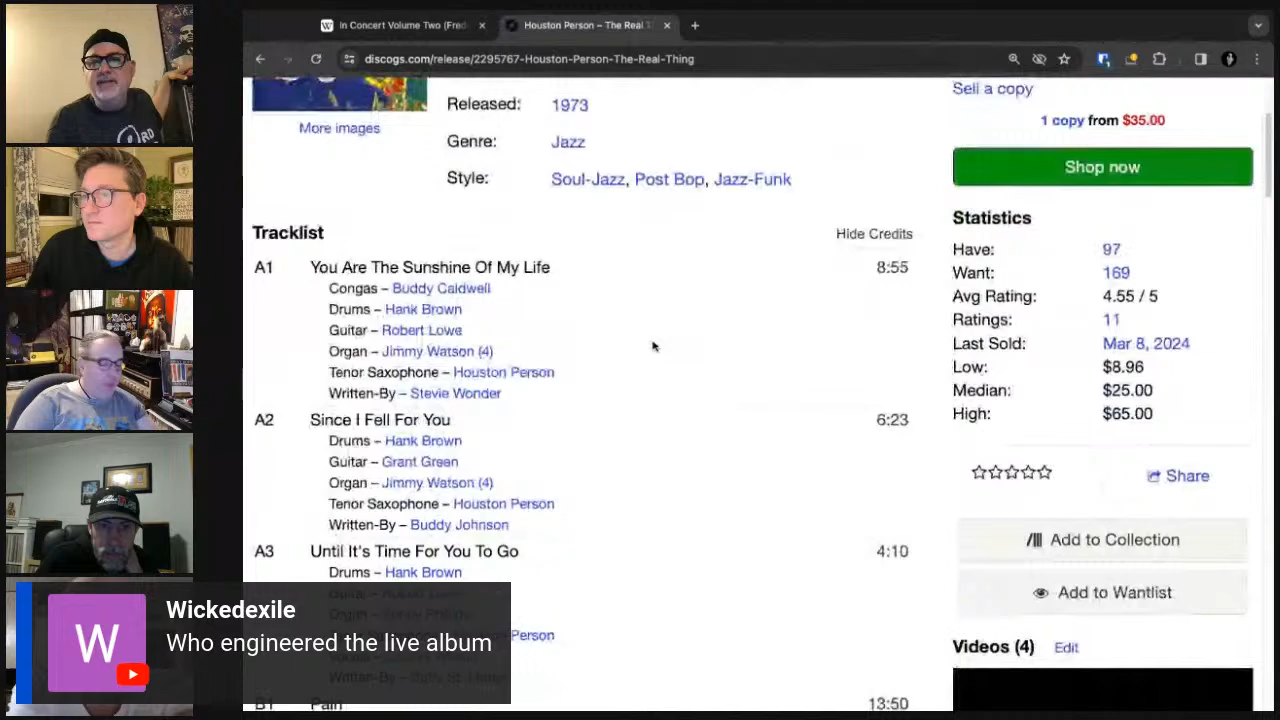 In Concert Volume Two (Fred
Houston Person – The Real T
discogs.com/release/2295767-Houston-Person-The-Real-Thing
More images
Released: 1973
Genre: Jazz
Style: Soul-Jazz, Post Bop, Jazz-Funk
Sell a copy
1 copy from $35.00
Shop now
Tracklist
Hide Credits
A1 You Are The Sunshine Of My Life 8:55
Congas – Buddy Caldwell
Drums – Hank Brown
Guitar – Robert Lowe
Organ – Jimmy Watson (4)
Tenor Saxophone – Houston Person
Written-By – Stevie Wonder
A2 Since I Fell For You 6:23
Drums – Hank Brown
Guitar – Grant Green
Organ – Jimmy Watson (4)
Tenor Saxophone – Houston Person
Written-By – Buddy Johnson
A3 Until It's Time For You To Go 4:10
Drums – Hank Brown
Person
B1 Pain 13:50
Statistics
Have: 97
Want: 169
Avg Rating: 4.55 / 5
Ratings: 11
Last Sold: Mar 8, 2024
Low: $8.96
Median: $25.00
High: $65.00
Share
Add to Collection
Add to Wantlist
Videos (4) Edit
W
Wickedexile
Who engineered the live album